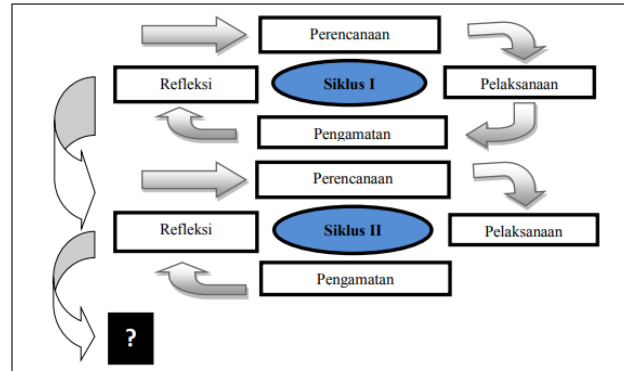 Perencanaan
Refleksi
Siklus I
Pelaksanaan
Pengamatan
Perencanaan
Refleksi
Siklus II
Pelaksanaan
Pengamatan
?